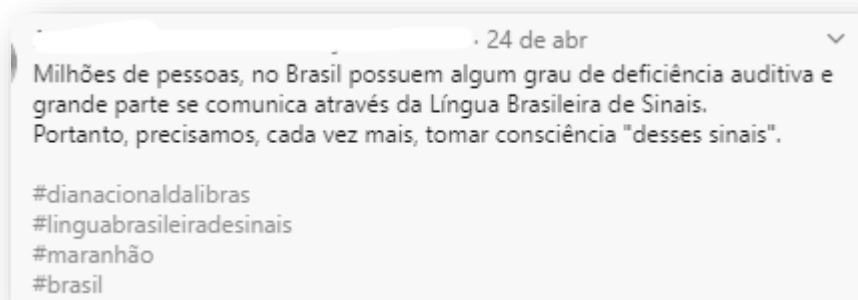 · 24 de abr
Milhões de pessoas, no Brasil possuem algum grau de deficiência auditiva e
grande parte se comunica através da Língua Brasileira de Sinais.
Portanto, precisamos, cada vez mais, tomar consciência "desses sinais".
#dianacionaldalibras
#linguabrasileiradesinais
#maranhão
#brasil